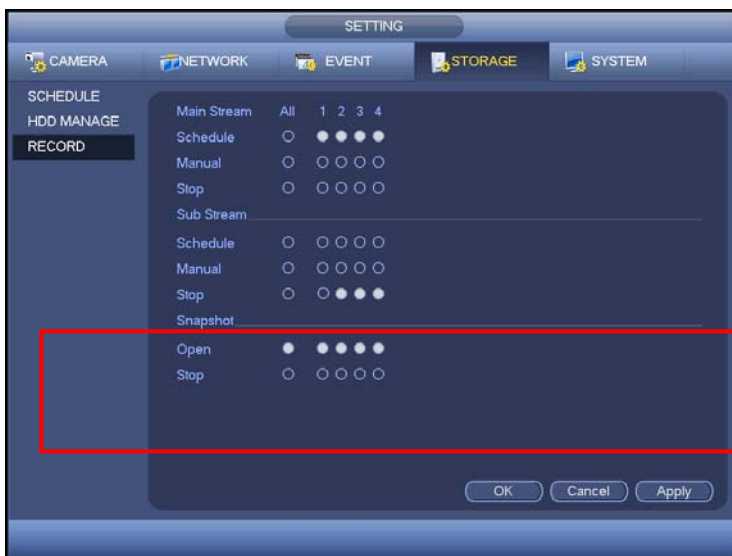 SETTING
CAMERA NETWORK EVENT STORAGE SYSTEM
SCHEDULE
HDD MANAGE
RECORD
Main Stream All 1 2 3 4
Schedule
Manual
Stop
Sub Stream
Schedule
Manual
Stop
Snapshot
Open
Stop
OK Cancel Apply